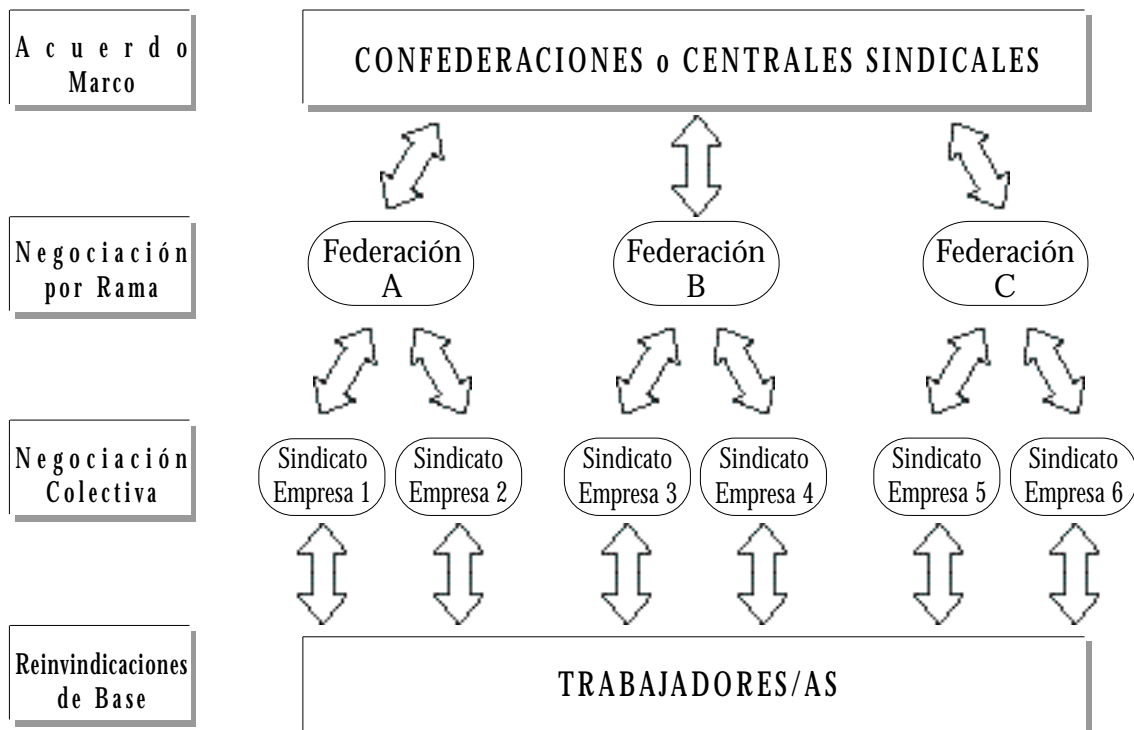 Acuerdo
Marco
CONFEDERACIONES o CENTRALES SINDICALES
Negociación
por Rama
Federación
A
Federación
B
Federación
C
Negociación
Colectiva
Sindicato
Empresa 1
Sindicato
Empresa 2
Sindicato
Empresa 3
Sindicato
Empresa 4
Sindicato
Empresa 5
Sindicato
Empresa 6
Reinvindicaciones
de Base
TRABAJADORES/AS